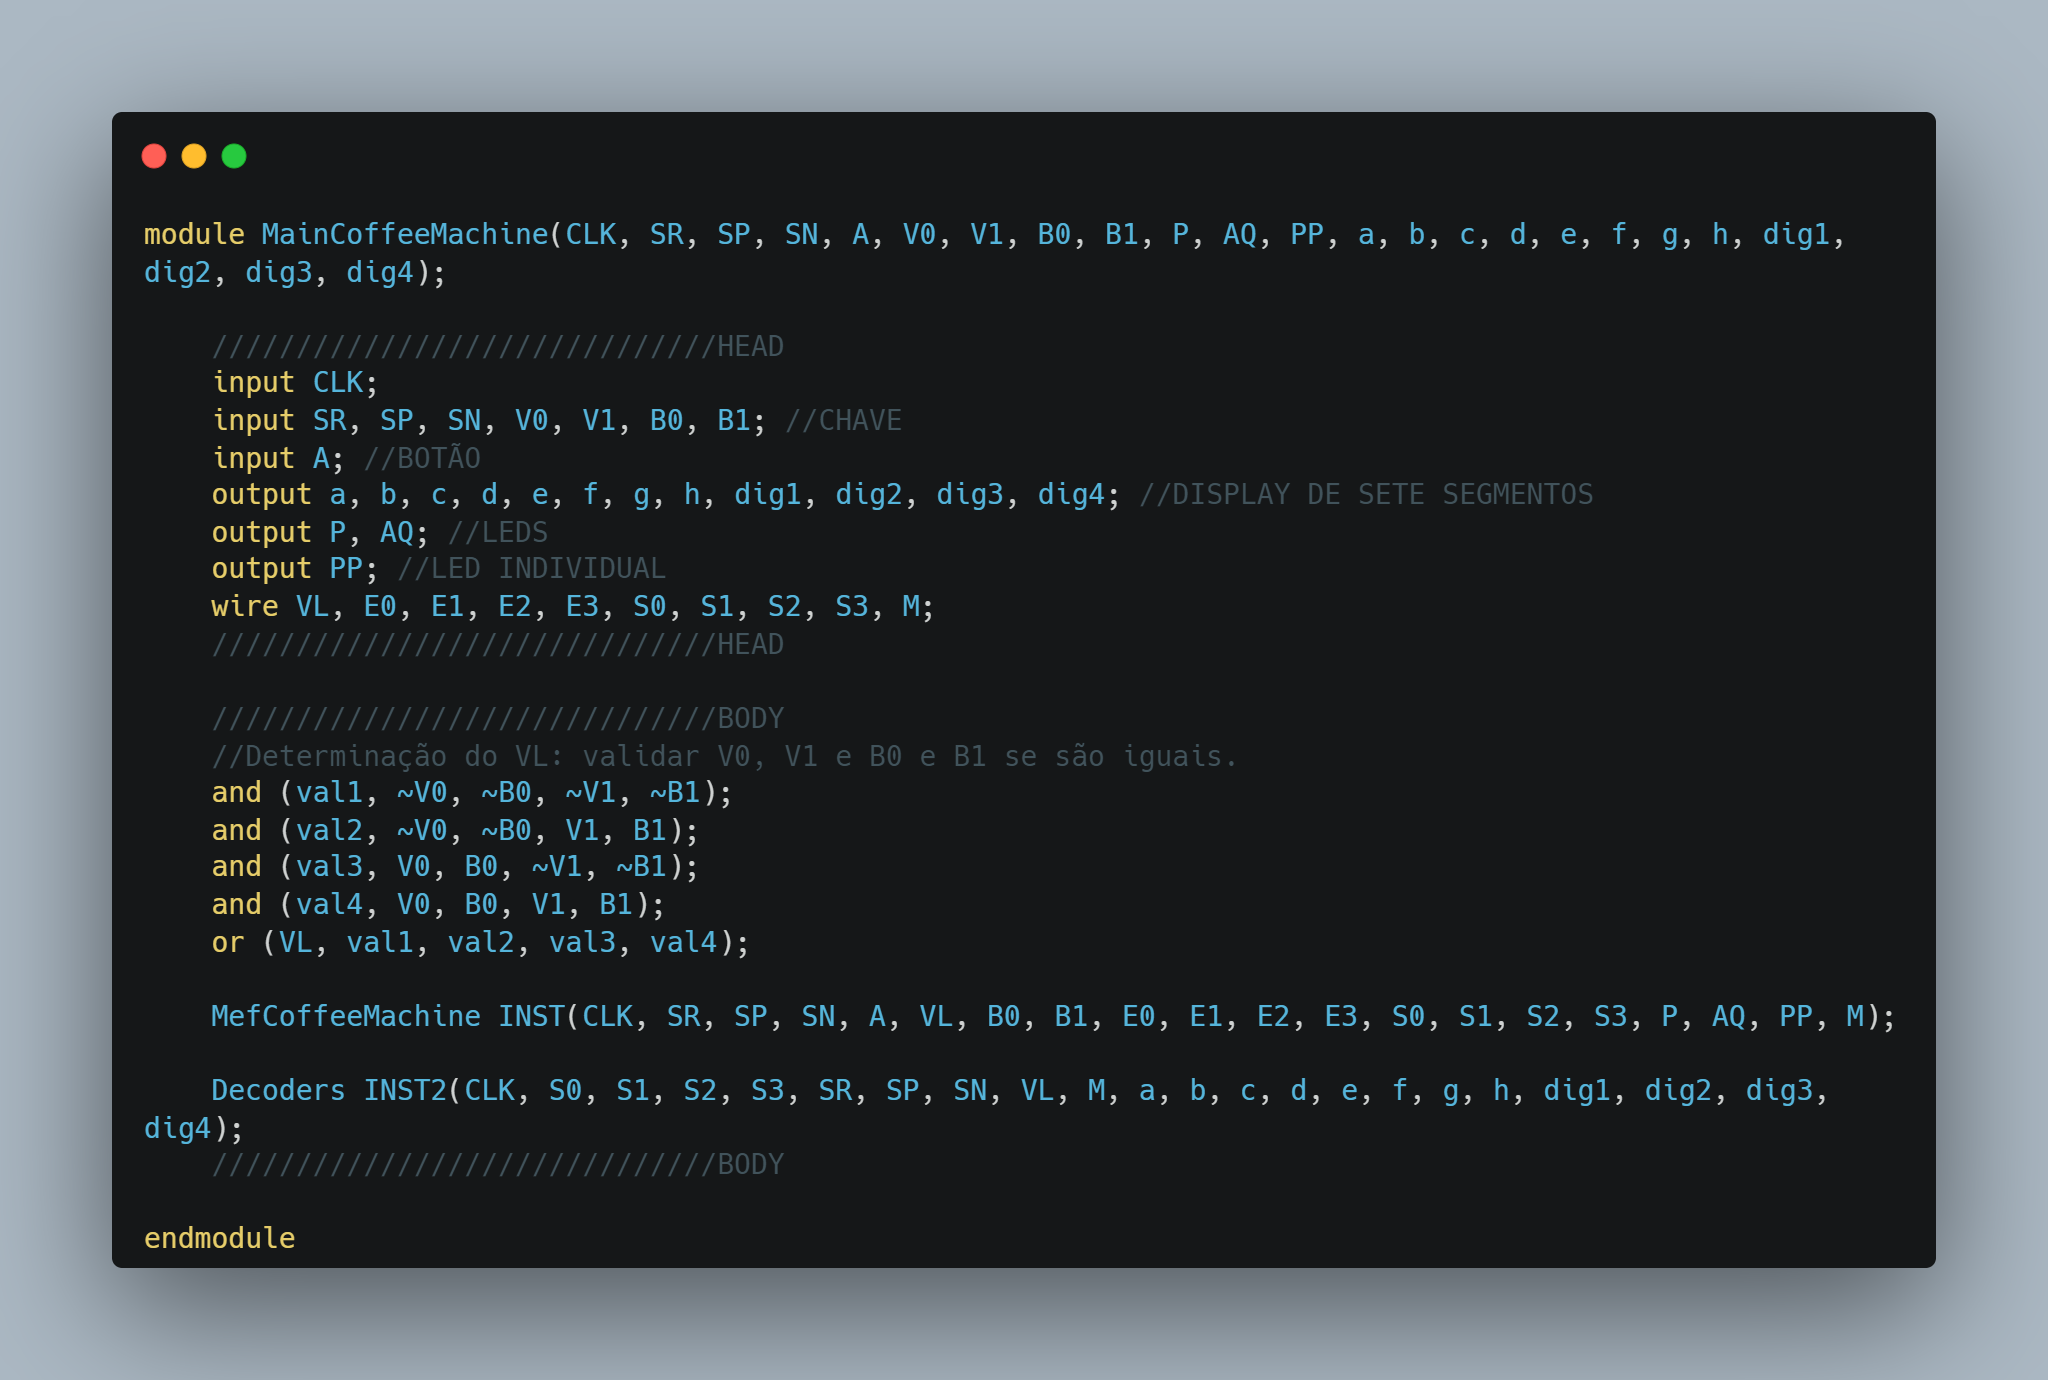 module MainCoffeeMachine(CLK, SR, SP, SN, A, V0, V1, B0, B1, P, AQ, PP, a, b, c, d, e, f, g, h, dig1,
dig2, dig3, dig4);
//////////////////////////////HEAD
input CLK;
input SR, SP, SN, V0, V1, B0, B1; //CHAVE
input A; //BOTÃO
output a, b, c, d, e, f, g, h, dig1, dig2, dig3, dig4; //DISPLAY DE SETE SEGMENTOS
output P, AQ; //LEDS
output PP; //LED INDIVIDUAL
wire VL, E0, E1, E2, E3, S0, S1, S2, S3, M;
//////////////////////////////HEAD
//////////////////////////////BODY
//Determinação do VL: validar V0, V1 e B0 e B1 se são iguais.
and (val1, ~V0, ~B0, ~V1, ~B1);
and (val2, ~V0, ~B0, V1, B1);
and (val3, V0, B0, ~V1, ~B1);
and (val4, V0, B0, V1, B1);
or (VL, val1, val2, val3, val4);
MefCoffeeMachine INST(CLK, SR, SP, SN, A, VL, B0, B1, E0, E1, E2, E3, S0, S1, S2, S3, P, AQ, PP, M);
Decoders INST2(CLK, S0, S1, S2, S3, SR, SP, SN, VL, M, a, b, c, d, e, f, g, h, dig1, dig2, dig3,
dig4);
//////////////////////////////BODY
endmodule